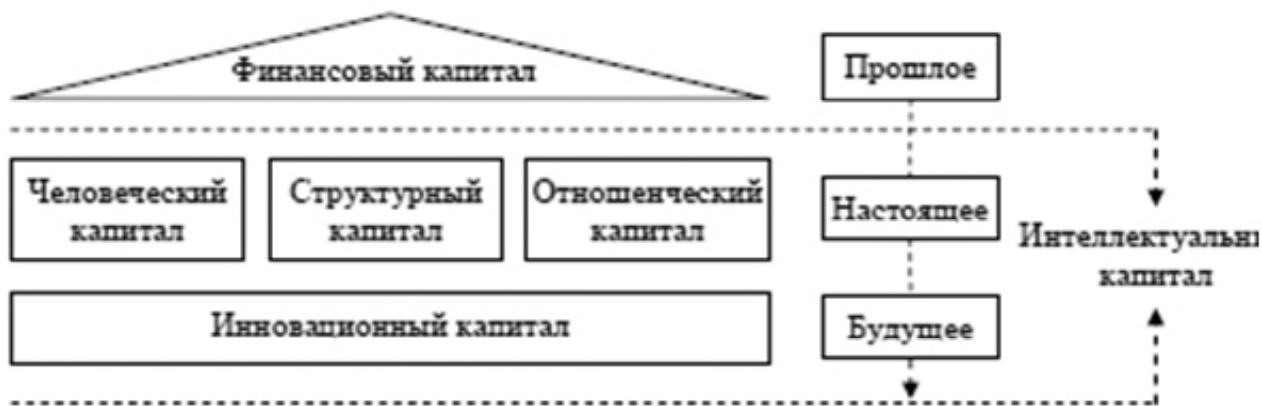 Финансовый капитал
Прошлое
Человеческий
капитал
Структурный
капитал
Отношенческий
капитал
Настоящее
Интеллектуальн
капитал
Инновационный капитал
Будущее